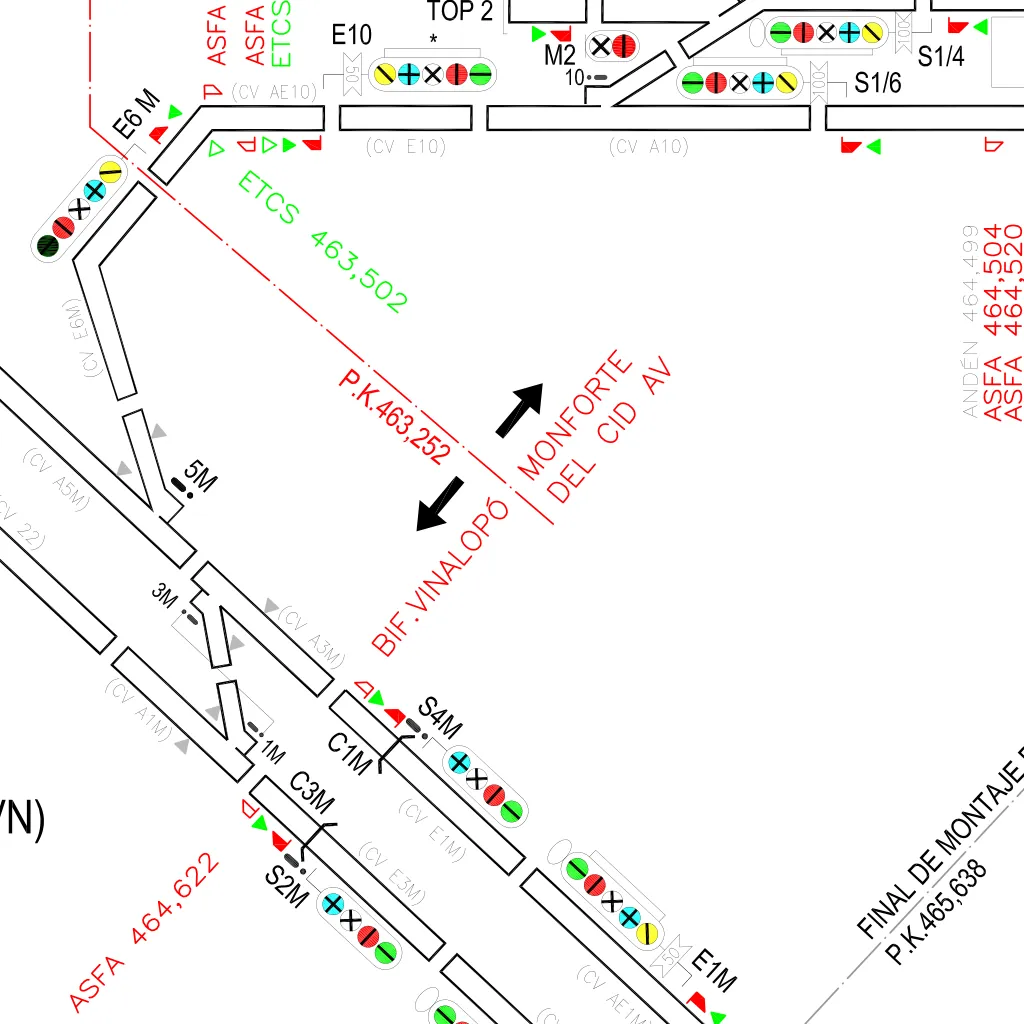 TOP 2
ASFA
ASFA
ETCS
E10
*
M2
10
S1/4
100
S1/6
100
50
(CV AE10)
E6 M
(CV E10)
(CV A10)
ETCS 463,502
ANDÉN 464,499
ASFA 464,504
ASFA 464,520
(CV E6M)
P.K.463,252
MONFORTE
DEL CID AV
BIF.VINALOPÓ
(CV A5M)
5M
CV 22)
3M
(CV A3M)
(CV A1M)
1M
S4M
C1M
C3M
(CV E1M)
(CV E3M)
S2M
VN)
ASFA 464,622
50
E1M
(CV AE1M)
(C
FINAL DE MONTAJE
P.K.465,638